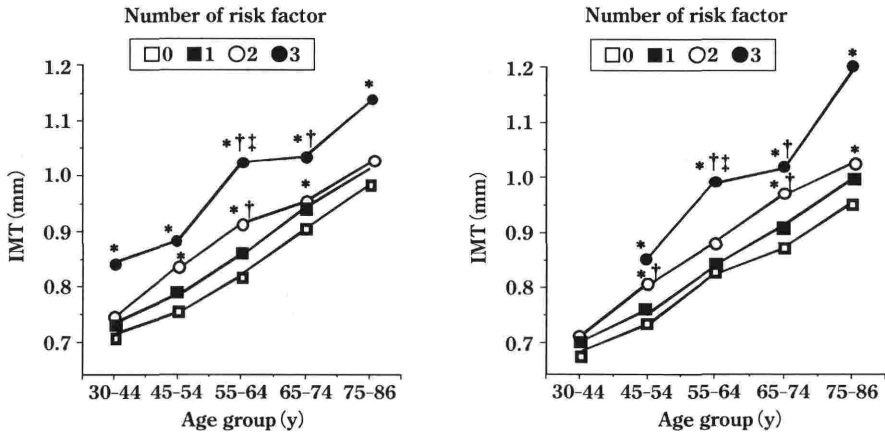 Number of risk factor
0 1 2 3
1.2
1.1
1.0
0.9
0.8
0.7
IMT (mm)
*
*
*†‡
*†
*
*
*†
*
30-44 45-54 55-64 65-74 75-86
Age group (y)
Number of risk factor
0 1 2 3
1.2
1.1
1.0
0.9
0.8
0.7
IMT (mm)
*
*†‡
*†
*
*†
*†
*
30-44 45-54 55-64 65-74 75-86
Age group (y)